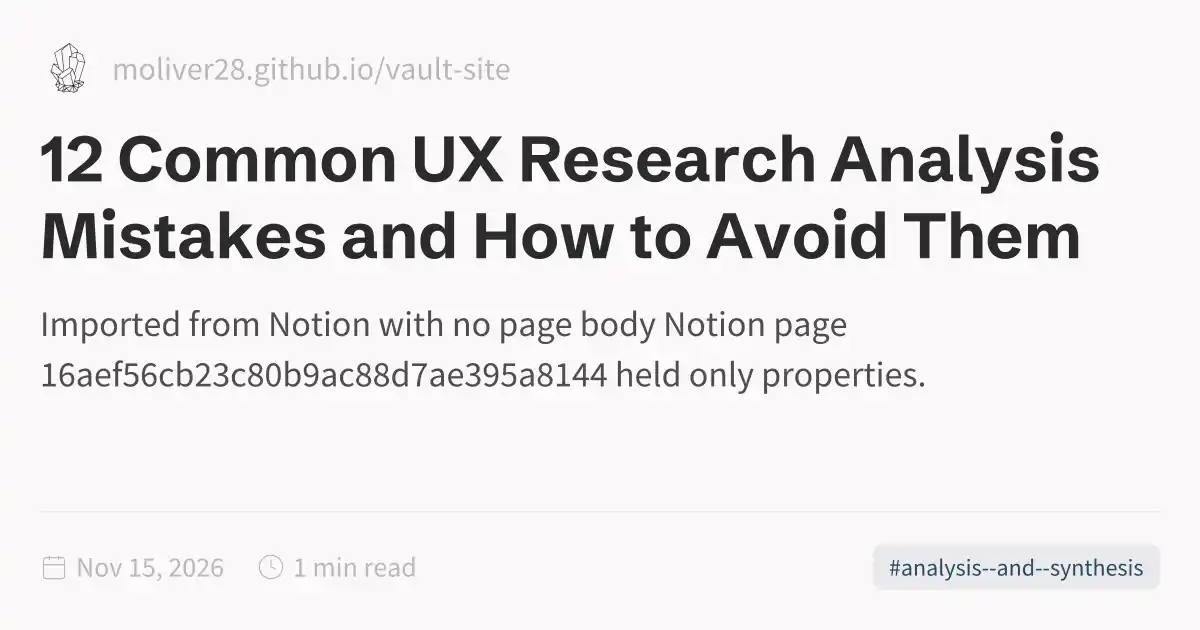 moliver28.github.io/vault-site
12 Common UX Research Analysis
Mistakes and How to Avoid Them
Imported from Notion with no page body Notion page
16aef56cb23c80b9ac88d7ae395a8144 held only properties.
Nov 15, 2026
1 min read
#analysis--and--synthesis